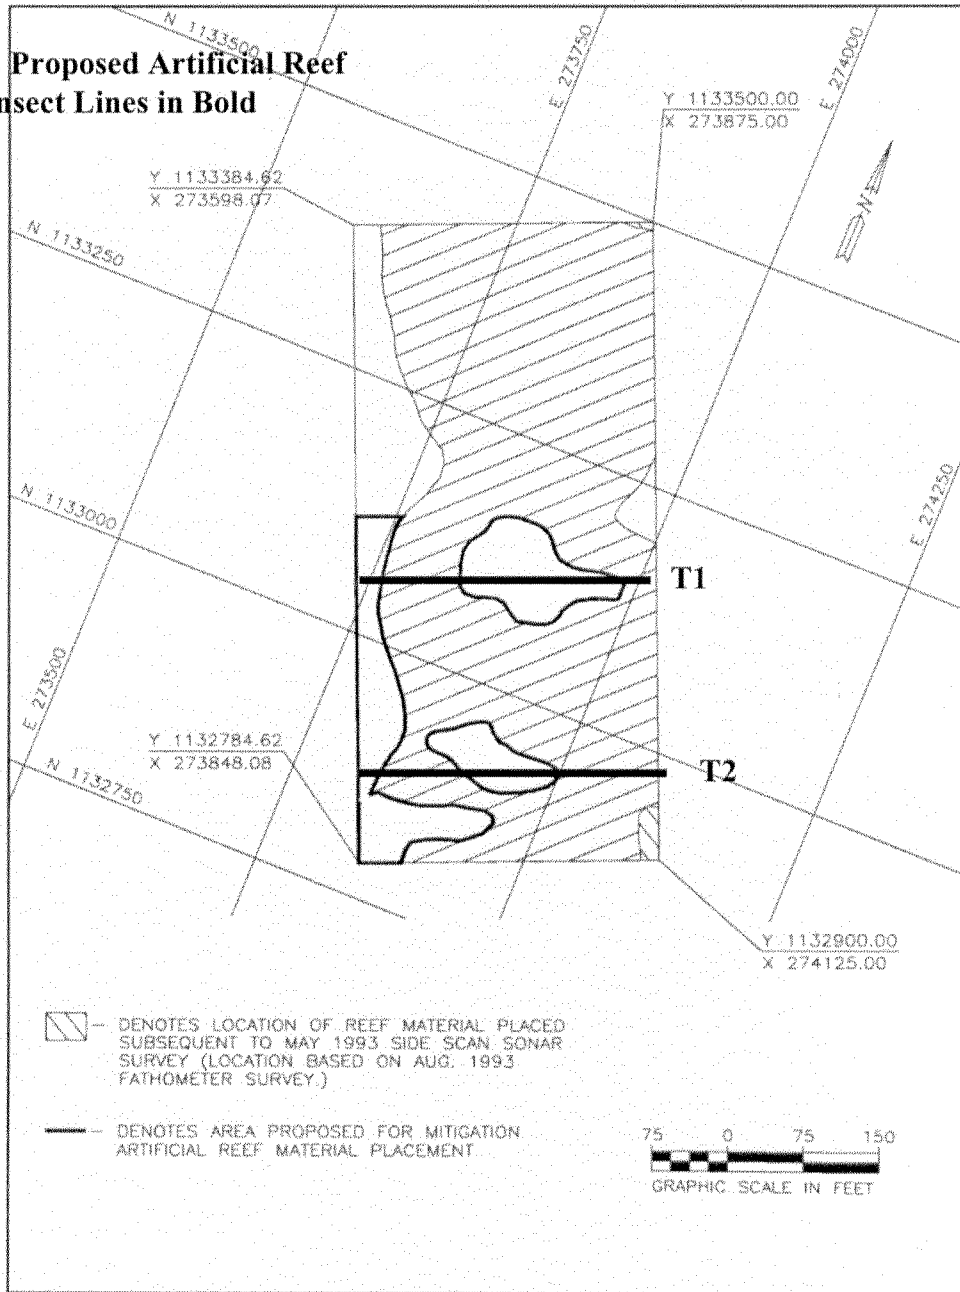 N 1133500
Proposed Artificial Reef
nsect Lines in Bold
E 273750
E 274000
Y 1133500.00
X 273875.00
Y 1133384.62
X 273598.07
N
N 1133250
N 1133000
E 274250
T1
E 273500
Y 1132784.62
X 273848.08
N 1132750
T2
Y 1132900.00
X 274125.00
– DENOTES LOCATION OF REEF MATERIAL PLACED
SUBSEQUENT TO MAY 1993 SIDE SCAN SONAR
SURVEY (LOCATION BASED ON AUG. 1993
FATHOMETER SURVEY.)
– DENOTES AREA PROPOSED FOR MITIGATION
ARTIFICIAL REEF MATERIAL PLACEMENT
75 0 75 150
GRAPHIC SCALE IN FEET